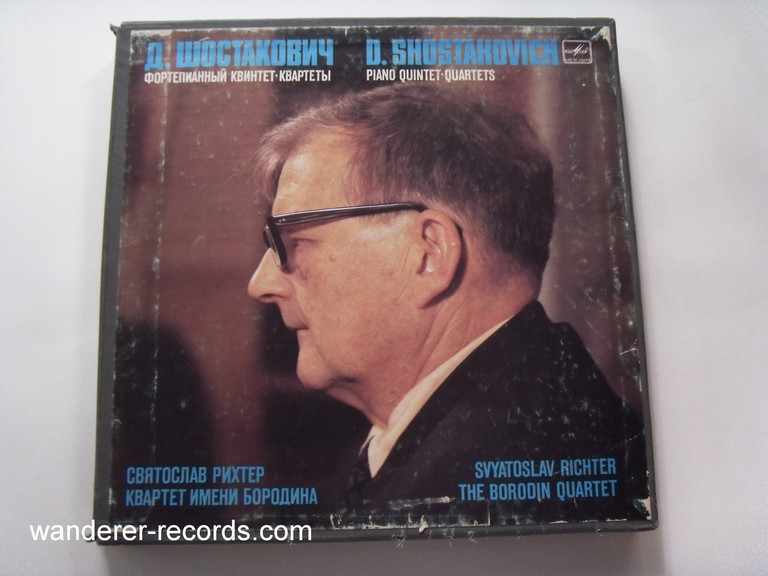 Д. ШОСТАКОВИЧ
ФОРТЕПИАННЫЙ КВИНТЕТ·КВАРТЕТЫ
D. SHOSTAKOVICH
PIANO QUINTET·QUARTETS
СВЯТОСЛАВ РИХТЕР
КВАРТЕТ ИМЕНИ БОРОДИНА
SVYATOSLAV RICHTER
THE BORODIN QUARTET
wanderer-records.com